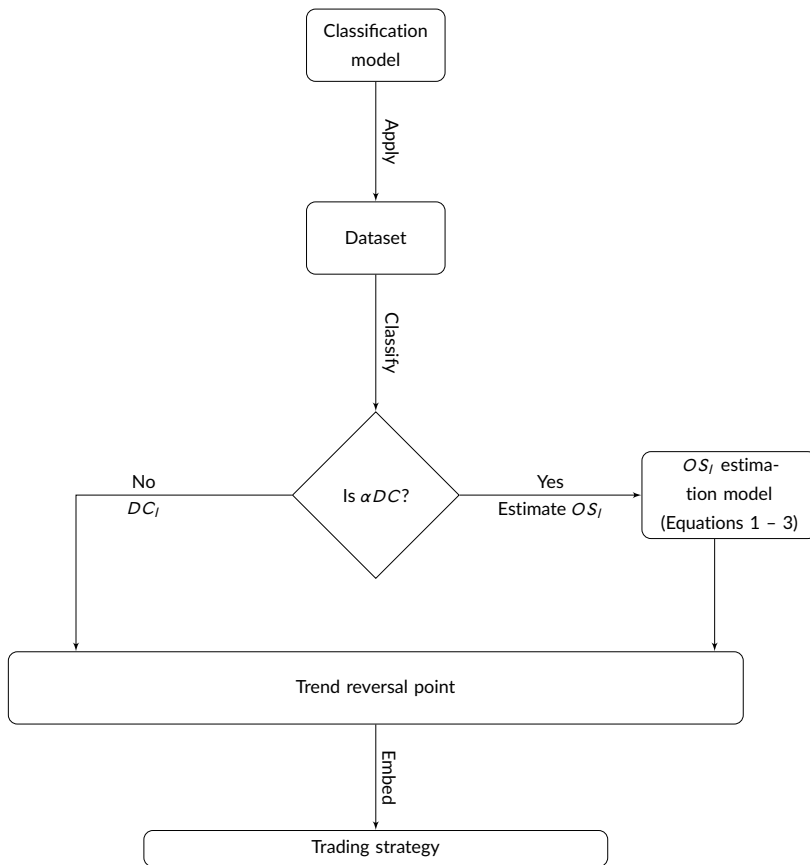 Classification
model
Apply
Dataset
Classify
Is αDC?
No
DC_l
Yes
Estimate OS_l
OS_l estima-
tion model
(Equations 1 – 3)
Trend reversal point
Embed
Trading strategy